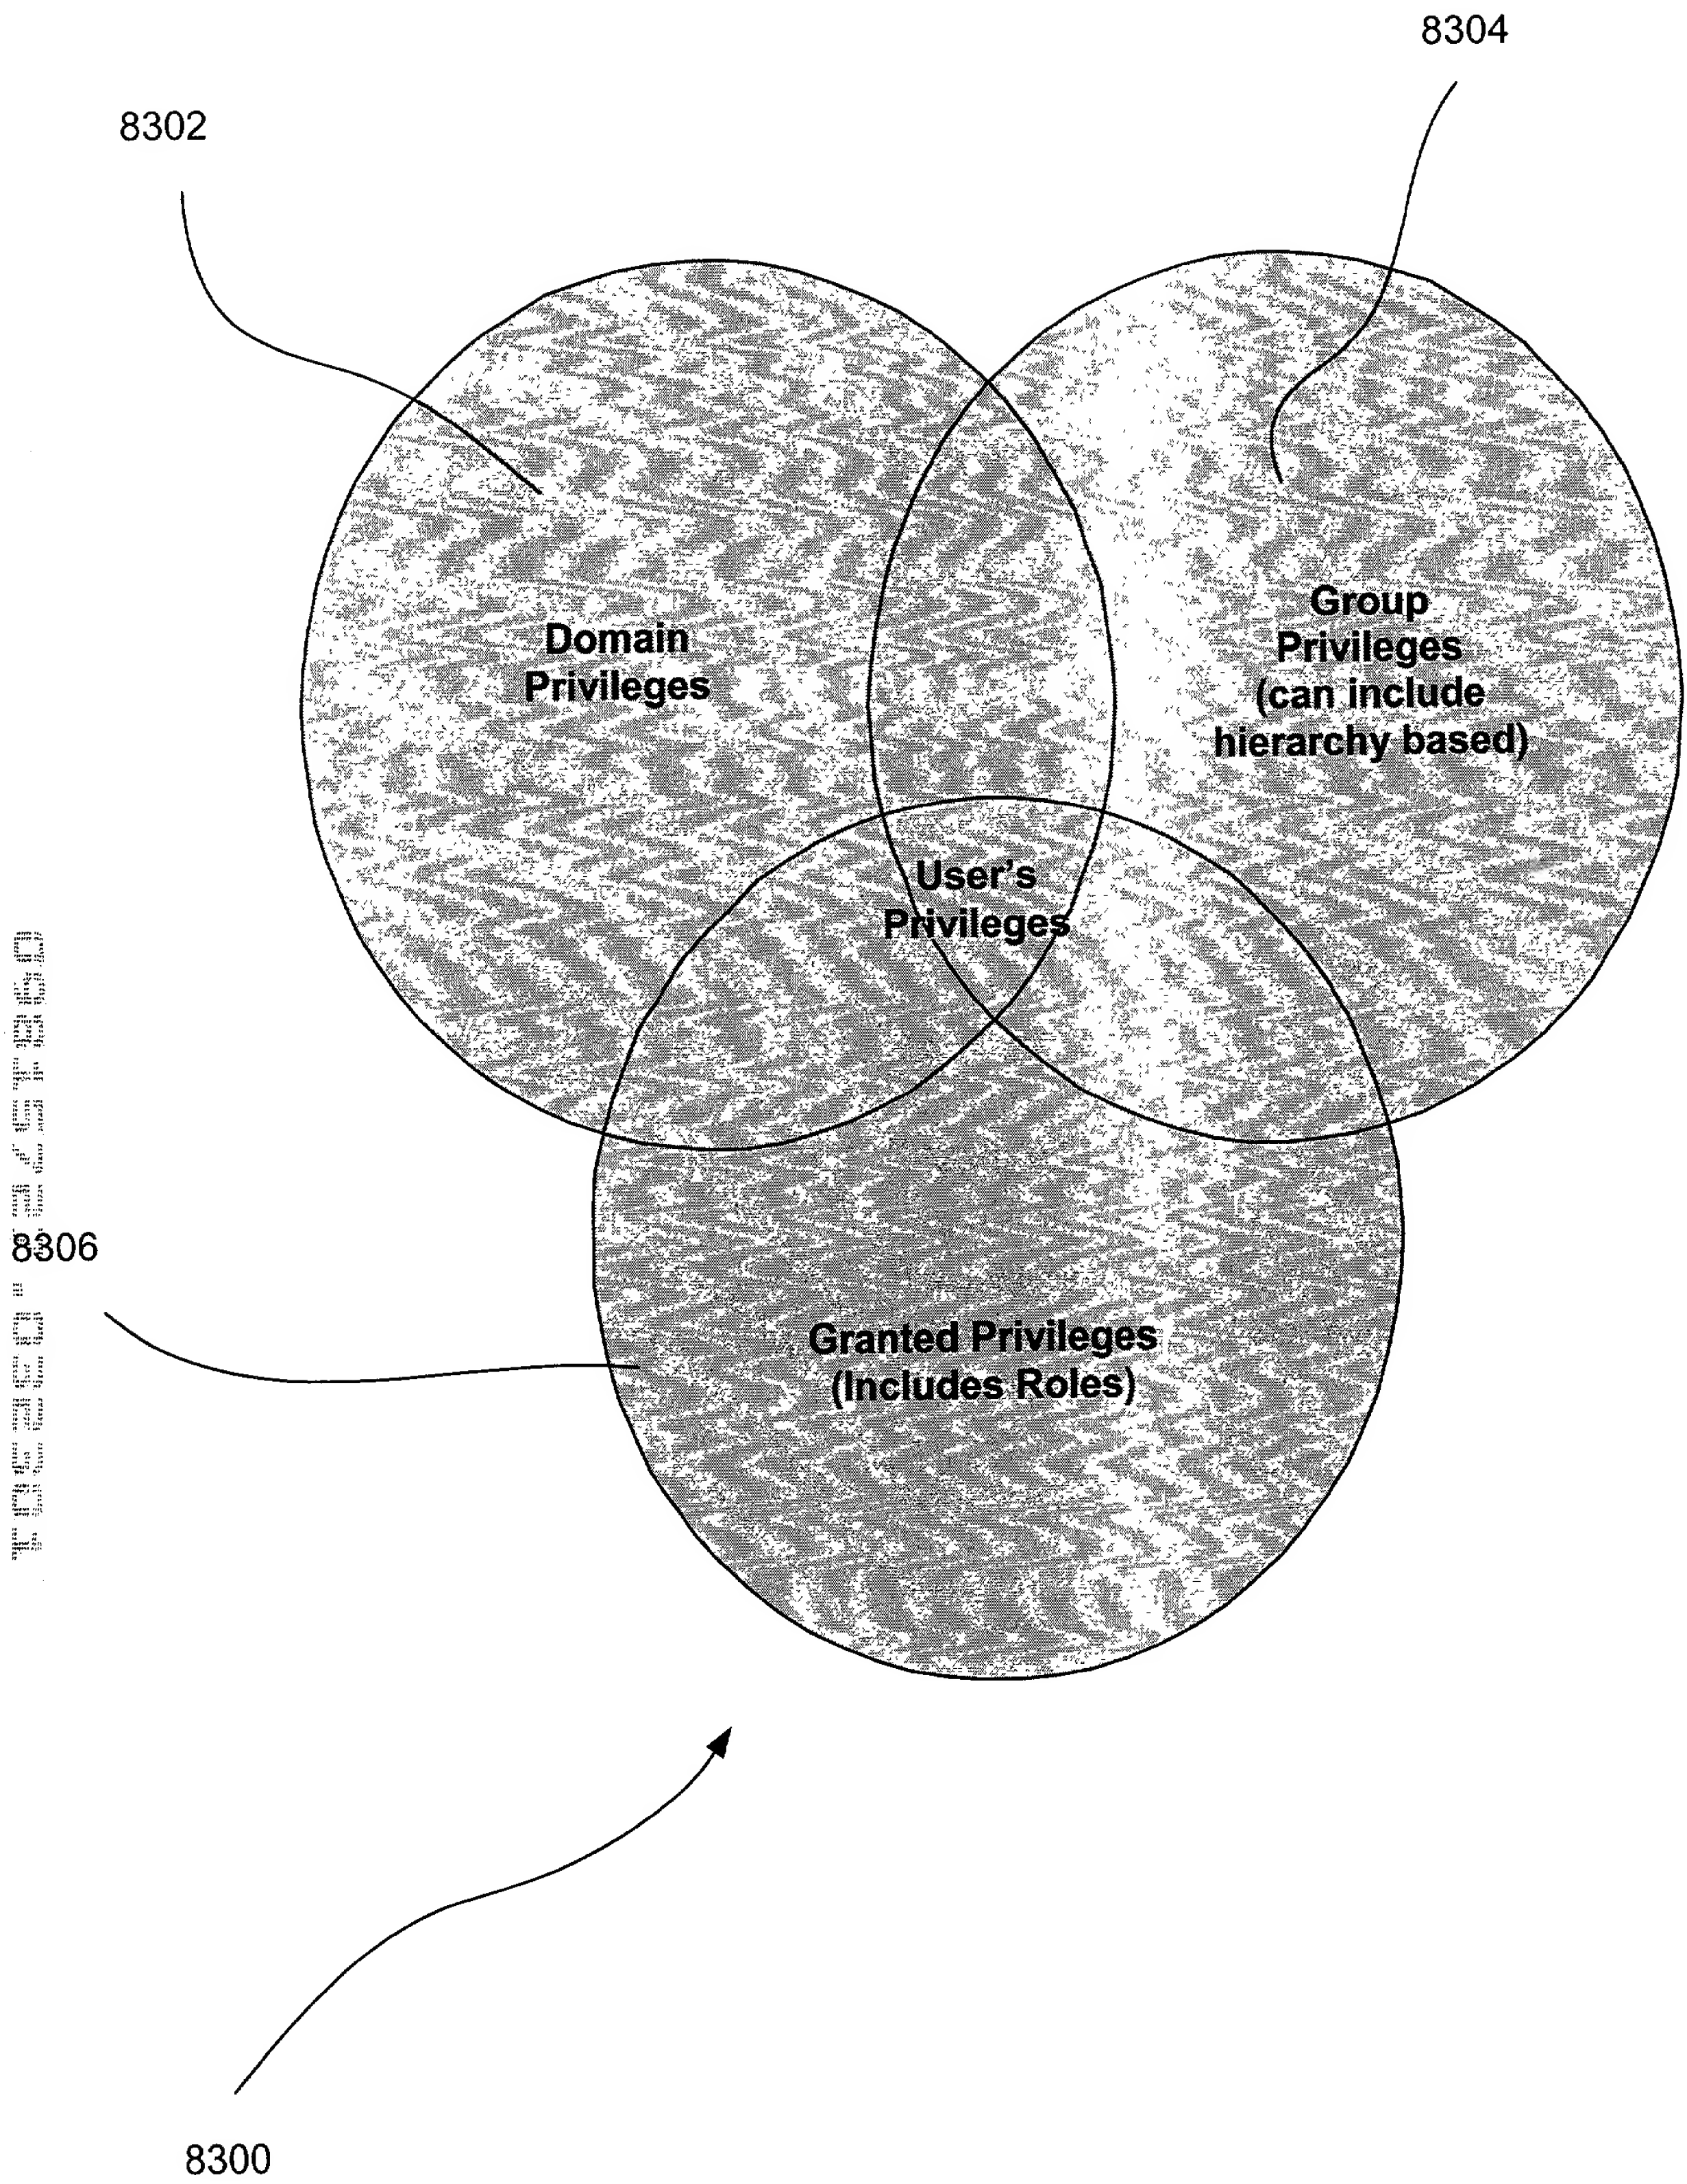 8304
8302
Domain
Privileges
Group
Privileges
(can include
hierarchy based)
User's
Privileges
8306
Granted Privileges
(Includes Roles)
8300